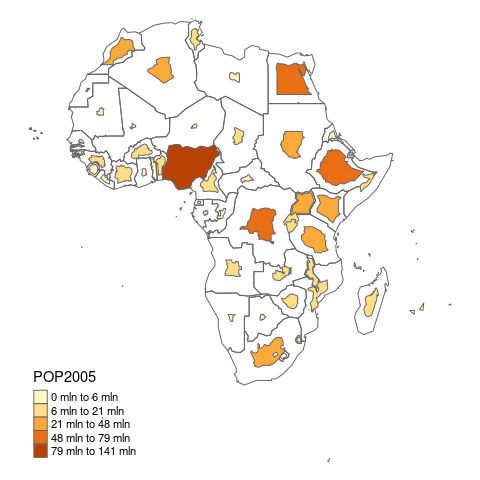 POP2005
0 mln to 6 mln
6 mln to 21 mln
21 mln to 48 mln
48 mln to 79 mln
79 mln to 141 mln